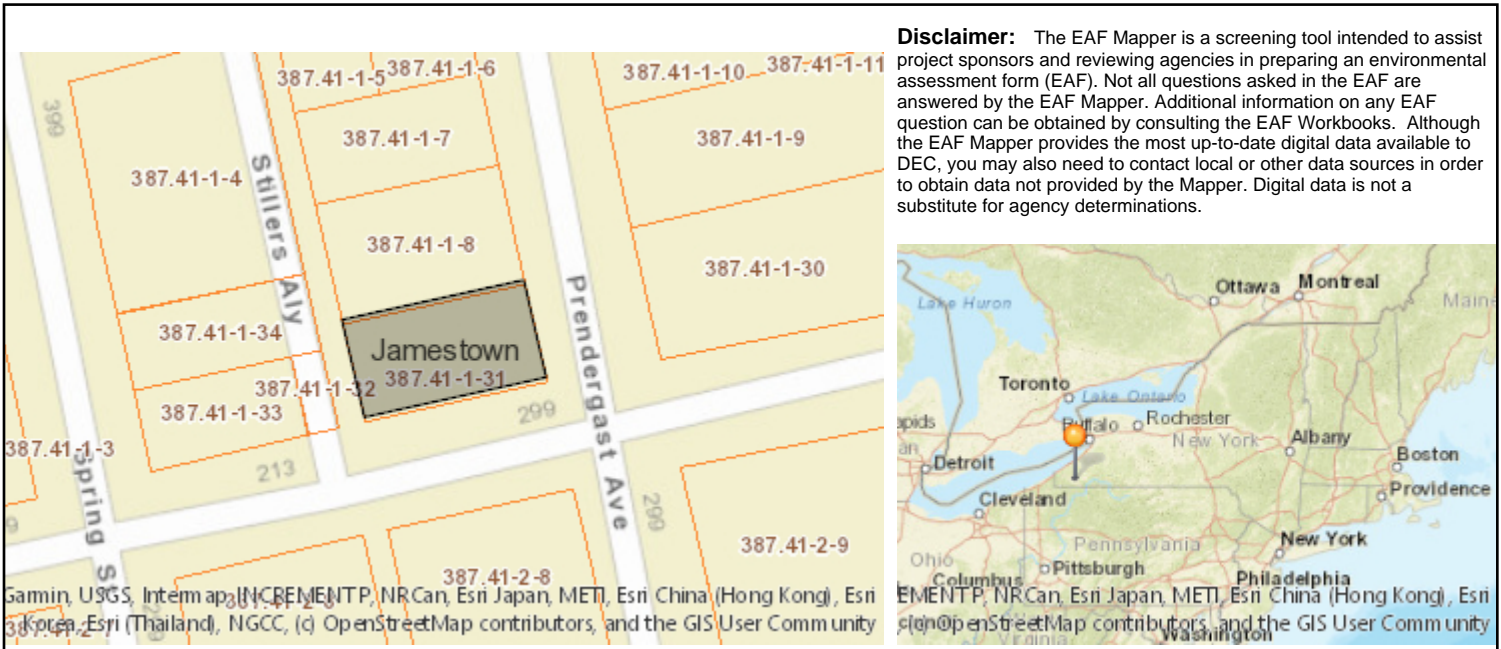 387.41-1-5
387.41-1-6
387.41-1-10
387.41-1-11
399
387.41-1-7
387.41-1-9
387.41-1-4
Stillers Aly
387.41-1-8
387.41-1-30
Prendergast Ave
387.41-1-34
Jamestown
387.41-1-31
387.41-1-32
387.41-1-33
299
387.41-1-3
213
Spring S
299
387.41-2-9
387.41-2-8
Garmin, USGS, Intermap, INCREMENTP, NRCan, Esri Japan, METI, Esri China (Hong Kong), Esri
Korea, Esri (Thailand), NGCC, (c) OpenStreetMap contributors, and the GIS User Community
Disclaimer: The EAF Mapper is a screening tool intended to assist
project sponsors and reviewing agencies in preparing an environmental
assessment form (EAF). Not all questions asked in the EAF are
answered by the EAF Mapper. Additional information on any EAF
question can be obtained by consulting the EAF Workbooks. Although
the EAF Mapper provides the most up-to-date digital data available to
DEC, you may also need to contact local or other data sources in order
to obtain data not provided by the Mapper. Digital data is not a
substitute for agency determinations.
Ottawa
Montreal
Lake Huron
Maine
Toronto
Lake Ontario
apids
Buffalo
Rochester
New York
Albany
Detroit
Boston
Cleveland
Providence
Pennsylvania
New York
Ohio
Pittsburgh
Columbus
Philadelphia
EMENTP, NRCan, Esri Japan, METI, Esri China (Hong Kong), Esri
(c) OpenStreetMap contributors, and the GIS User Community
Virginia
Washington